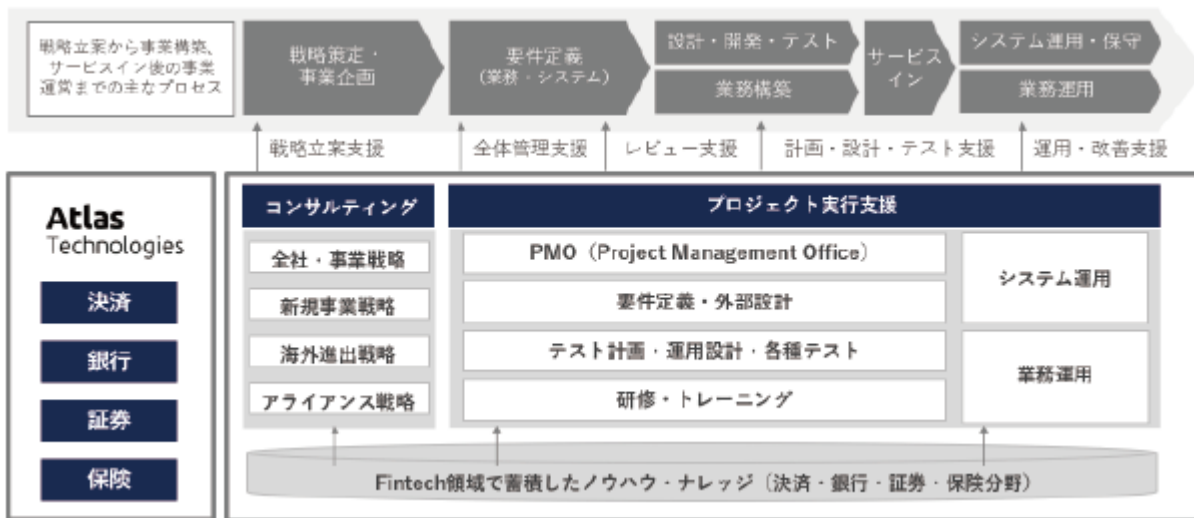 戦略立案から事業構築、
サービスイン後の事業
運営までの主なプロセス
戦略策定・
事業企画
要件定義
(業務・システム)
設計・開発・テスト
業務構築
サービス
イン
システム運用・保守
業務運用
戦略立案支援
全体管理支援
レビュー支援
計画・設計・テスト支援
運用・改善支援
Atlas
Technologies
決済
銀行
証券
保険
コンサルティング
全社・事業戦略
新規事業戦略
海外進出戦略
アライアンス戦略
プロジェクト実行支援
PMO（Project Management Office）
要件定義・外部設計
テスト計画・運用設計・各種テスト
研修・トレーニング
システム運用
業務運用
Fintech領域で蓄積したノウハウ・ナレッジ（決済・銀行・証券・保険分野）